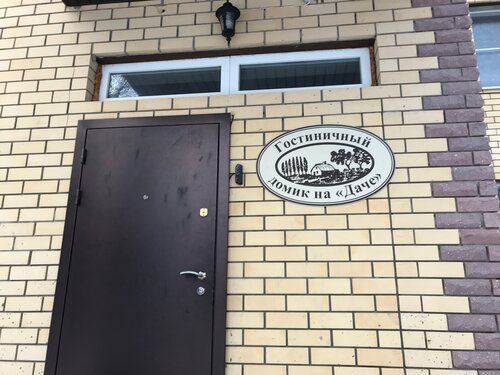 Гостиничный
домик на «Даче»